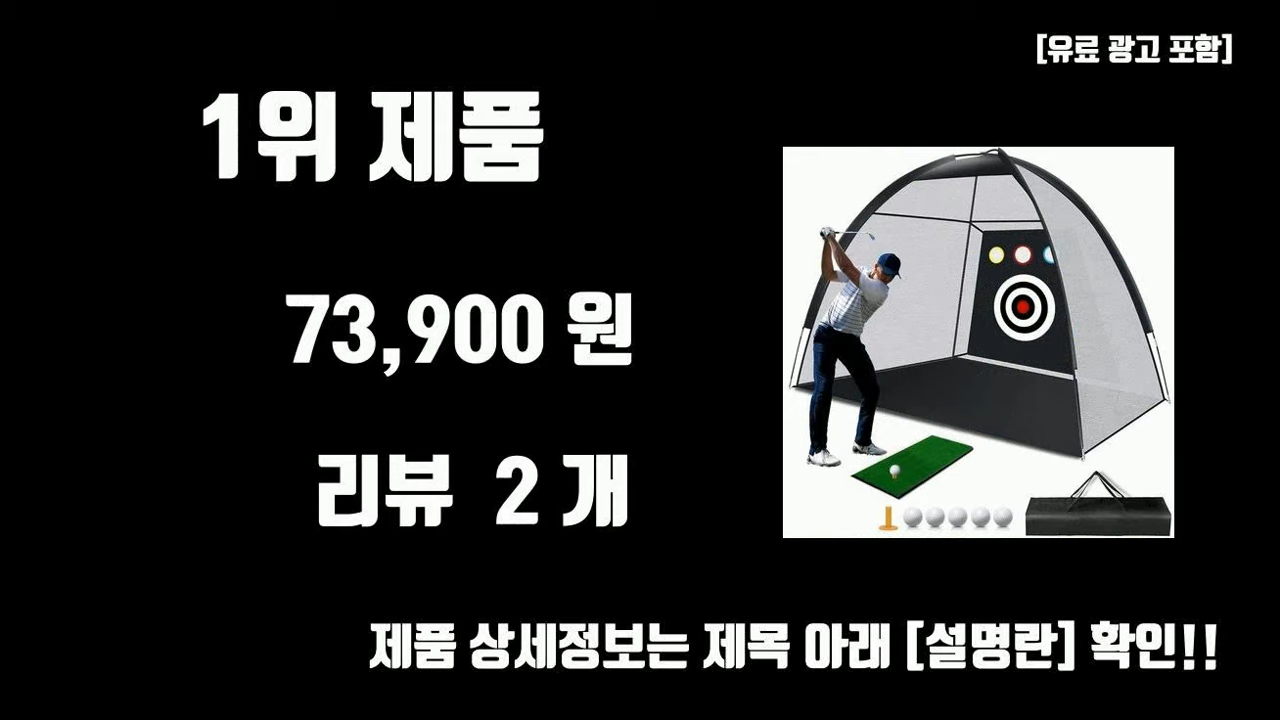 [유료 광고 포함]
1위 제품
73,900 원
리뷰 2 개
제품 상세정보는 제목 아래 [설명란] 확인!!